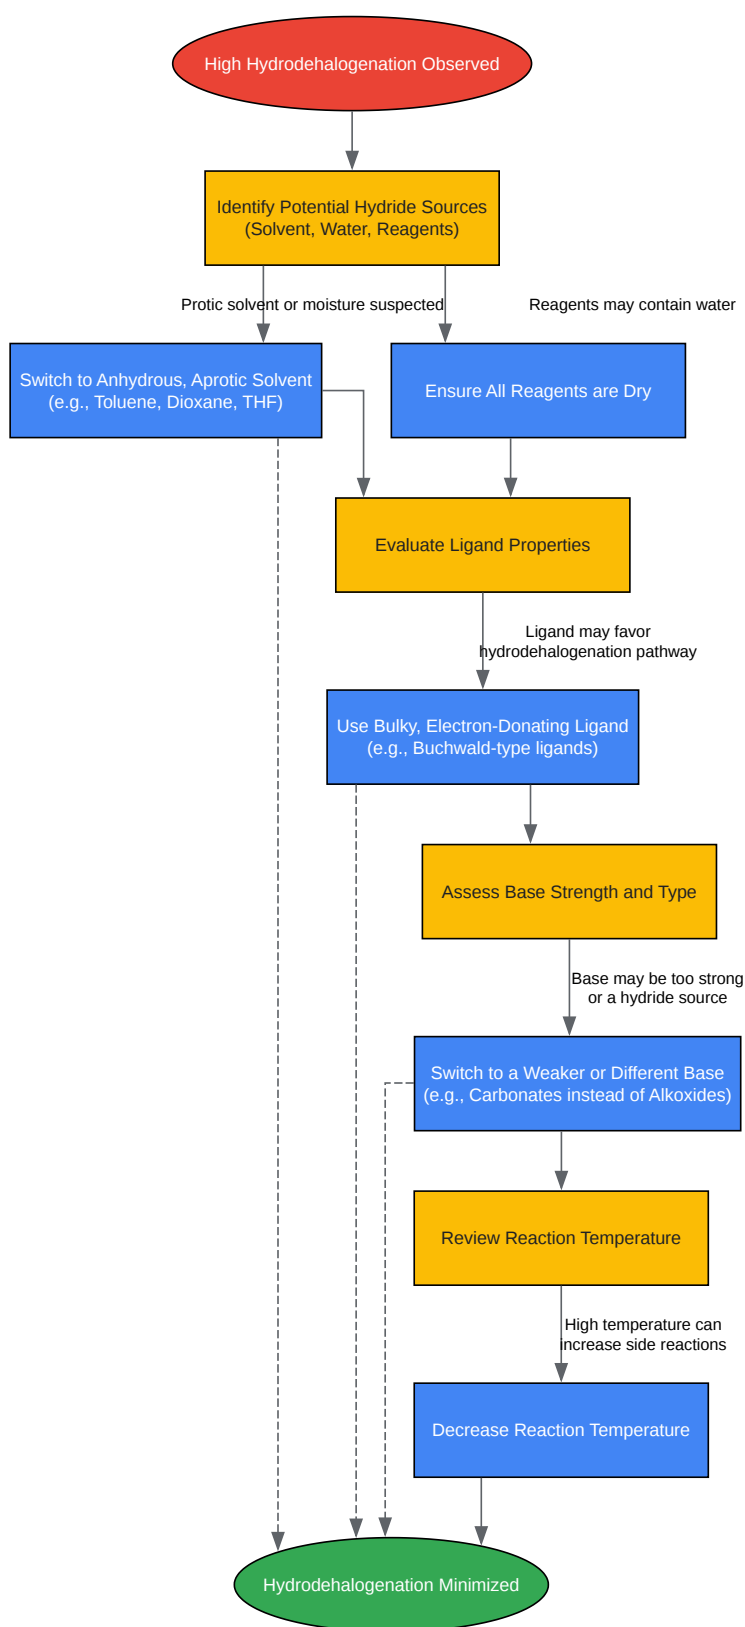 High Hydrodehalogenation Observed
Identify Potential Hydride Sources
(Solvent, Water, Reagents)
Protic solvent or moisture suspected
Reagents may contain water
Switch to Anhydrous, Aprotic Solvent
(e.g., Toluene, Dioxane, THF)
Ensure All Reagents are Dry
Evaluate Ligand Properties
Ligand may favor
hydrodehalogenation pathway
Use Bulky, Electron-Donating Ligand
(e.g., Buchwald-type ligands)
Assess Base Strength and Type
Base may be too strong
or a hydride source
Switch to a Weaker or Different Base
(e.g., Carbonates instead of Alkoxides)
Review Reaction Temperature
High temperature can
increase side reactions
Decrease Reaction Temperature
Hydrodehalogenation Minimized